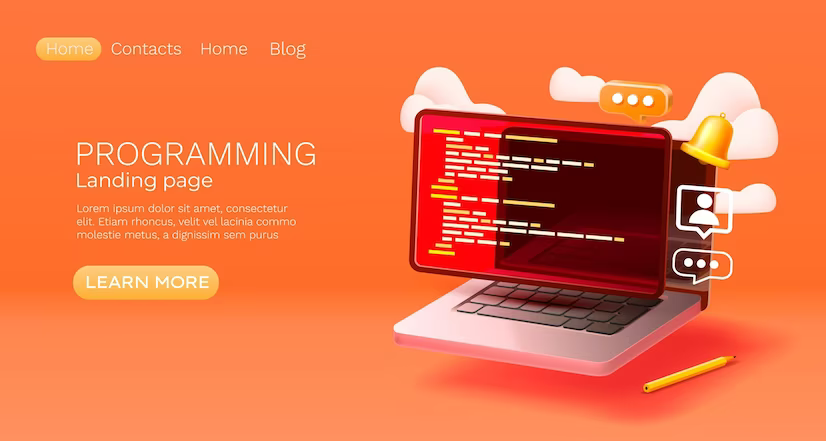 Home Contacts Home Blog
PROGRAMMING
Landing page
Lorem ipsum dolor sit amet, consectetur
elit. Etiam rhoncus, velit vel lacinia commo
molestie metus, a dignissim sem purus
LEARN MORE